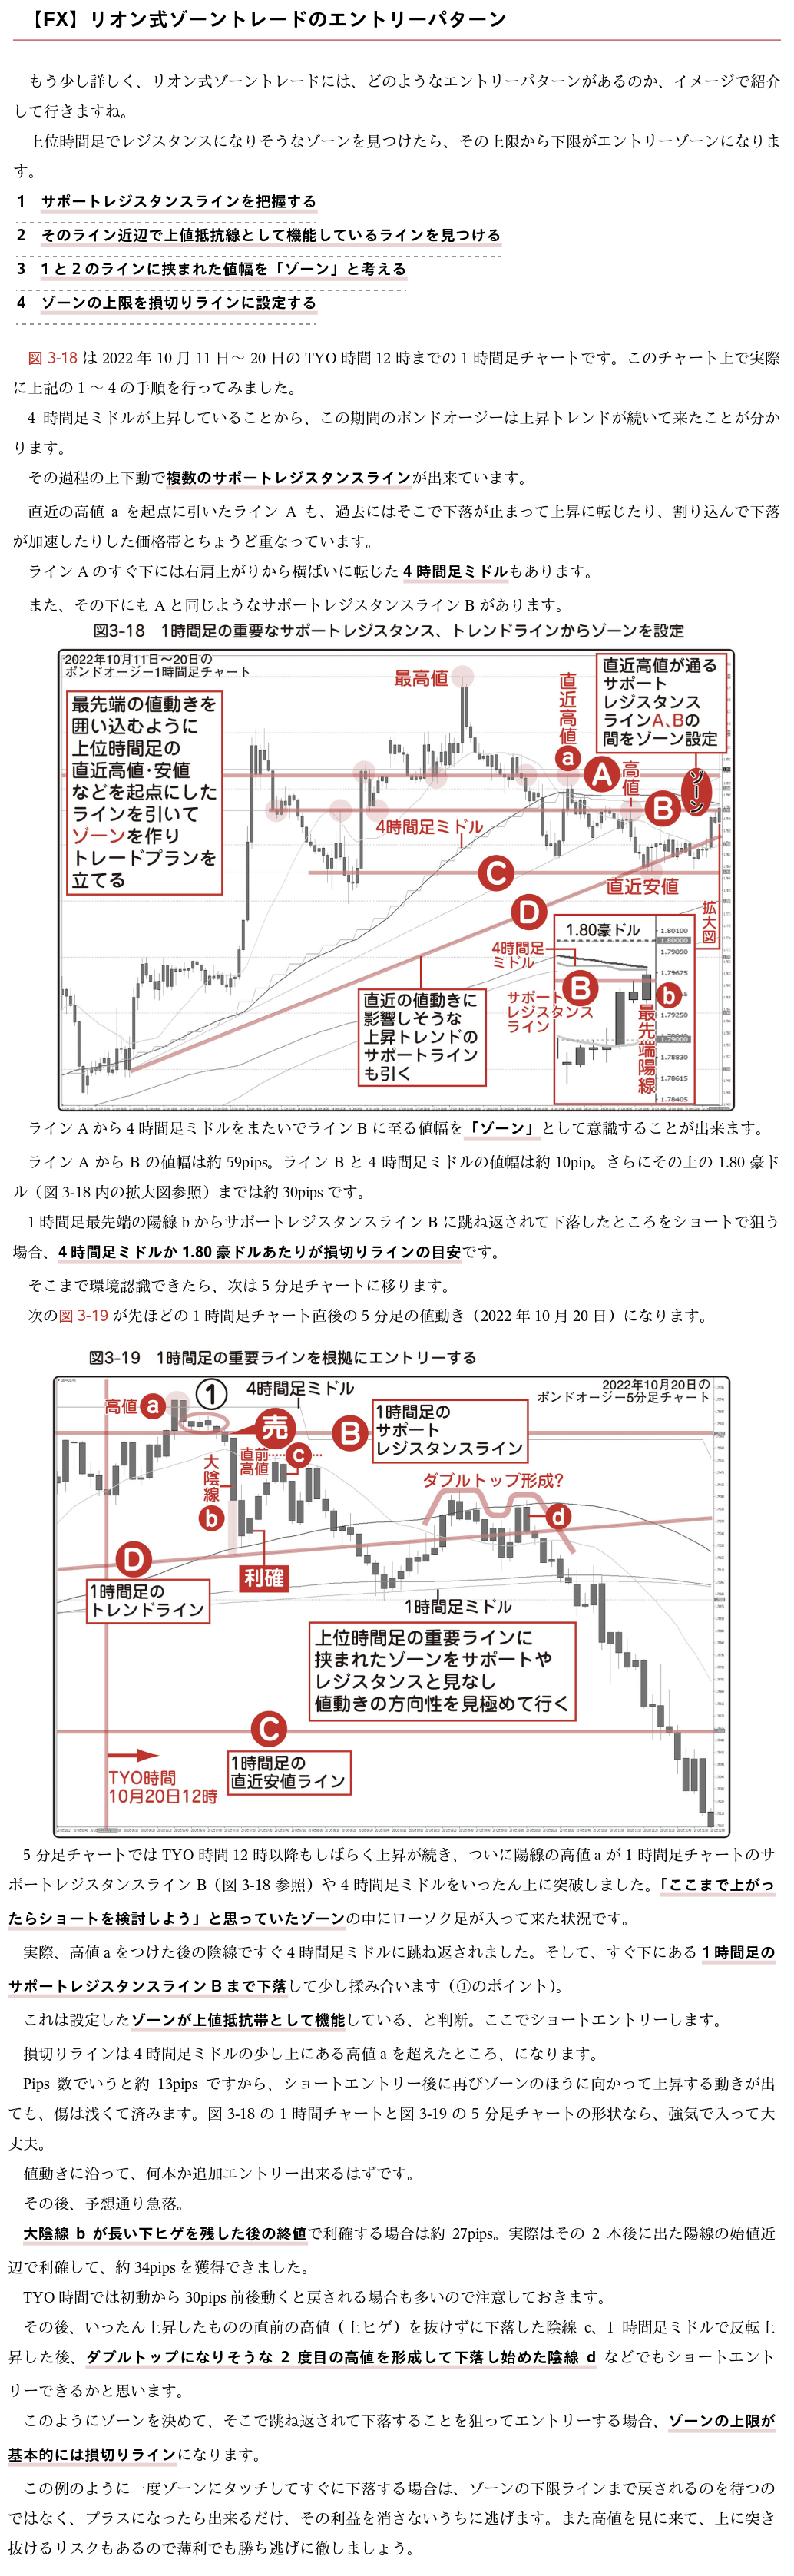 【FX】リオン式ゾーントレードのエントリーパターン
もう少し詳しく、リオン式ゾーントレードには、どのようなエントリーパターンがあるのか、イメージで紹介
して行きますね。
上位時間足でレジスタンスになりそうなゾーンを見つけたら、その上限から下限がエントリーゾーンになりま
す。
1 サポートレジスタンスラインを把握する
2 そのライン近辺で上値抵抗線として機能しているラインを見つける
3 1と2のラインに挟まれた値幅を「ゾーン」と考える
4 ゾーンの上限を損切りラインに設定する
図 3-18 は 2022 年 10 月 11 日～ 20 日の TYO 時間 12 時までの 1 時間足チャートです。このチャート上で実際
に上記の 1 ～ 4 の手順を行ってみました。
4 時間足ミドルが上昇していることから、この期間のポンドオージーは上昇トレンドが続いて来たことが分か
ります。
その過程の上下動で複数のサポートレジスタンスラインが出来ています。
直近の高値 a を起点に引いたライン A も、過去にはそこで下落が止まって上昇に転じたり、割り込んで下落
が加速したりした価格帯とちょうど重なっています。
ライン A のすぐ下には右肩上がりから横ばいに転じた 4 時間足ミドルもあります。
また、その下にも A と同じようなサポートレジスタンスライン B があります。
図3-18 1時間足の重要なサポートレジスタンス、トレンドラインからゾーンを設定
2022年10月11日～20日の
ポンドオージー1時間足チャート
最先端の値動きを
囲い込むように
上位時間足の
直近高値・安値
などを起点にした
ラインを引いて
ゾーンを作り
トレードプランを
立てる
最高値
直近高値
a
直近高値が通る
サポート
レジスタンス
ラインA、Bの
間をゾーン設定
A
高値
B
ゾーン
4時間足ミドル
C
直近安値
D
拡大図
1.80豪ドル
4時間足
ミドル
B
サポート
レジスタンス
ライン
b
最先端陽線
1.80100
1.80000
1.79890
1.79675
1.79250
1.79000
1.78830
1.78615
1.78405
直近の値動きに
影響しそうな
上昇トレンドの
サポートライン
も引く
ライン A から 4 時間足ミドルをまたいでライン B に至る値幅を「ゾーン」として意識することが出来ます。
ライン A から B の値幅は約 59pips。ライン B と 4 時間足ミドルの値幅は約 10pip。さらにその上の 1.80 豪ド
ル（図 3-18 内の拡大図参照）までは約 30pips です。
1 時間足最先端の陽線 b からサポートレジスタンスライン B に跳ね返されて下落したところをショートで狙う
場合、4 時間足ミドルか 1.80 豪ドルあたりが損切りラインの目安です。
そこまで環境認識できたら、次は 5 分足チャートに移ります。
次の図 3-19 が先ほどの 1 時間足チャート直後の 5 分足の値動き（2022 年 10 月 20 日）になります。
図3-19 1時間足の重要ラインを根拠にエントリーする
高値 a
①
4時間足ミドル
2022年10月20日の
ポンドオージー5分足チャート
売
B
1時間足の
サポート
レジスタンスライン
直前
高値
c
大陰線
b
ダブルトップ形成?
d
D
1時間足の
トレンドライン
利確
1時間足ミドル
上位時間足の重要ラインに
挟まれたゾーンをサポートや
レジスタンスと見なし
値動きの方向性を見極めて行く
C
1時間足の
直近安値ライン
TYO時間
10月20日12時
5 分足チャートでは TYO 時間 12 時以降もしばらく上昇が続き、ついに陽線の高値 a が 1 時間足チャートのサ
ポートレジスタンスライン B（図 3-18 参照）や 4 時間足ミドルをいったん上に突破しました。「ここまで上がっ
たらショートを検討しよう」と思っていたゾーンの中にローソク足が入って来た状況です。
実際、高値 a をつけた後の陰線ですぐ 4 時間足ミドルに跳ね返されました。そして、すぐ下にある 1 時間足の
サポートレジスタンスライン B まで下落して少し揉み合います（①のポイント）。
これは設定したゾーンが上値抵抗帯として機能している、と判断。ここでショートエントリーします。
損切りラインは 4 時間足ミドルの少し上にある高値 a を超えたところ、になります。
Pips 数でいうと約 13pips ですから、ショートエントリー後に再びゾーンのほうに向かって上昇する動きが出
ても、傷は浅くて済みます。図 3-18 の 1 時間チャートと図 3-19 の 5 分足チャートの形状なら、強気で入って大
丈夫。
値動きに沿って、何本か追加エントリー出来るはずです。
その後、予想通り急落。
大陰線 b が長い下ヒゲを残した後の終値で利確する場合は約 27pips。実際はその 2 本後に出た陽線の始値近
辺で利確して、約 34pips を獲得できました。
TYO 時間では初動から 30pips 前後動くと戻される場合も多いので注意しておきます。
その後、いったん上昇したものの直前の高値（上ヒゲ）を抜けずに下落した陰線 c、1 時間足ミドルで反転上
昇した後、ダブルトップになりそうな 2 度目の高値を形成して下落し始めた陰線 d などでもショートエント
リーできるかと思います。
このようにゾーンを決めて、そこで跳ね返されて下落することを狙ってエントリーする場合、ゾーンの上限が
基本的には損切りラインになります。
この例のように一度ゾーンにタッチしてすぐに下落する場合は、ゾーンの下限ラインまで戻されるのを待つの
ではなく、プラスになったら出来るだけ、その利益を消さないうちに逃げます。また高値を見に来て、上に突き
抜けるリスクもあるので薄利でも勝ち逃げに徹しましょう。